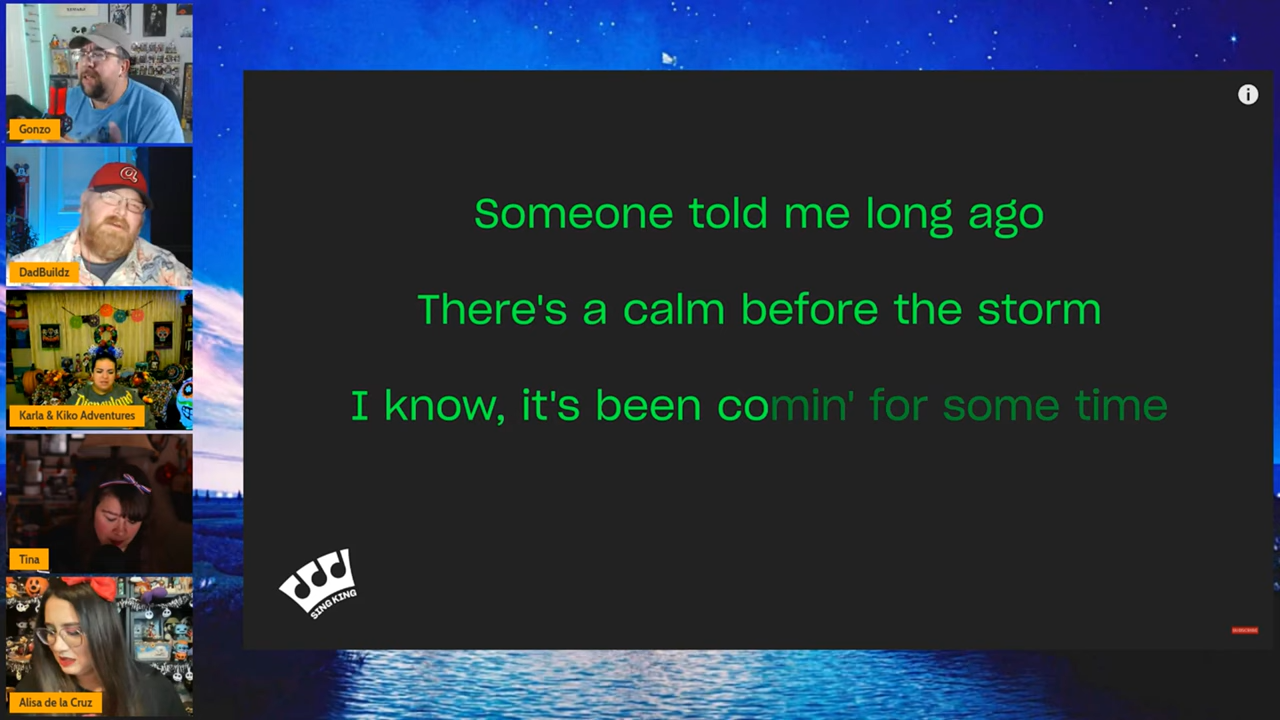 Gonzo
DadBuildz
Karla & Kiko Adventures
Tina
Alisa de la Cruz
Someone told me long ago
There's a calm before the storm
I know, it's been comin' for some time
SING KING
SUBSCRIBE